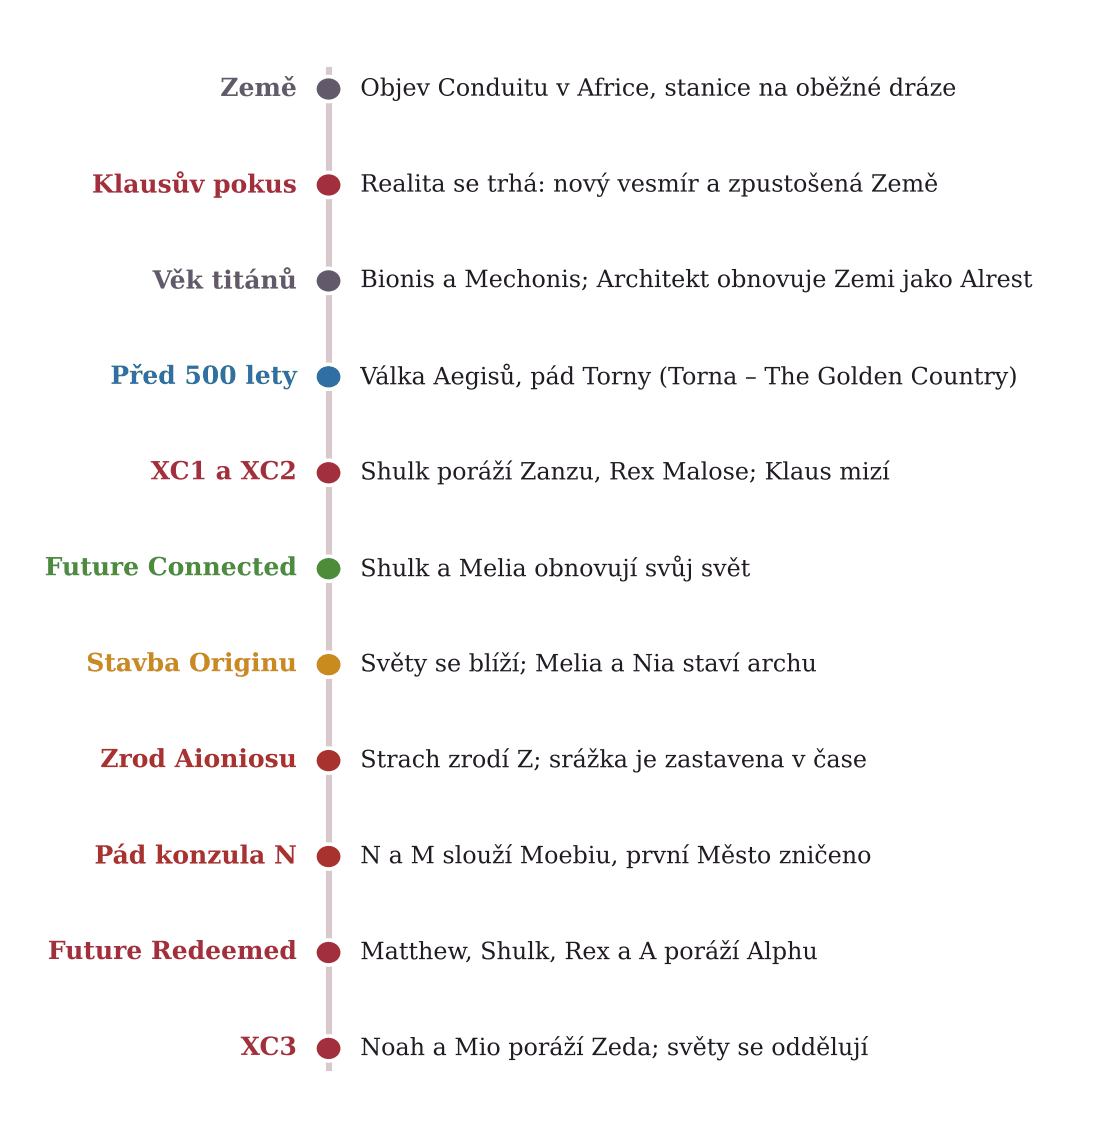 Země Objev Conduitu v Africe, stanice na oběžné dráze
Klausův pokus Realita se trhá: nový vesmír a zpustošená Země
Věk titánů Bionis a Mechonis; Architekt obnovuje Zemi jako Alrest
Před 500 lety Válka Aegisů, pád Torny (Torna – The Golden Country)
XC1 a XC2 Shulk poráží Zanzu, Rex Malose; Klaus mizí
Future Connected Shulk a Melia obnovují svůj svět
Stavba Originu Světy se blíží; Melia a Nia staví archu
Zrod Aioniosu Strach zrodí Z; srážka je zastavena v čase
Pád konzula N N a M slouží Moebiu, první Město zničeno
Future Redeemed Matthew, Shulk, Rex a A poráží Alphu
XC3 Noah a Mio poráží Zeda; světy se oddělují